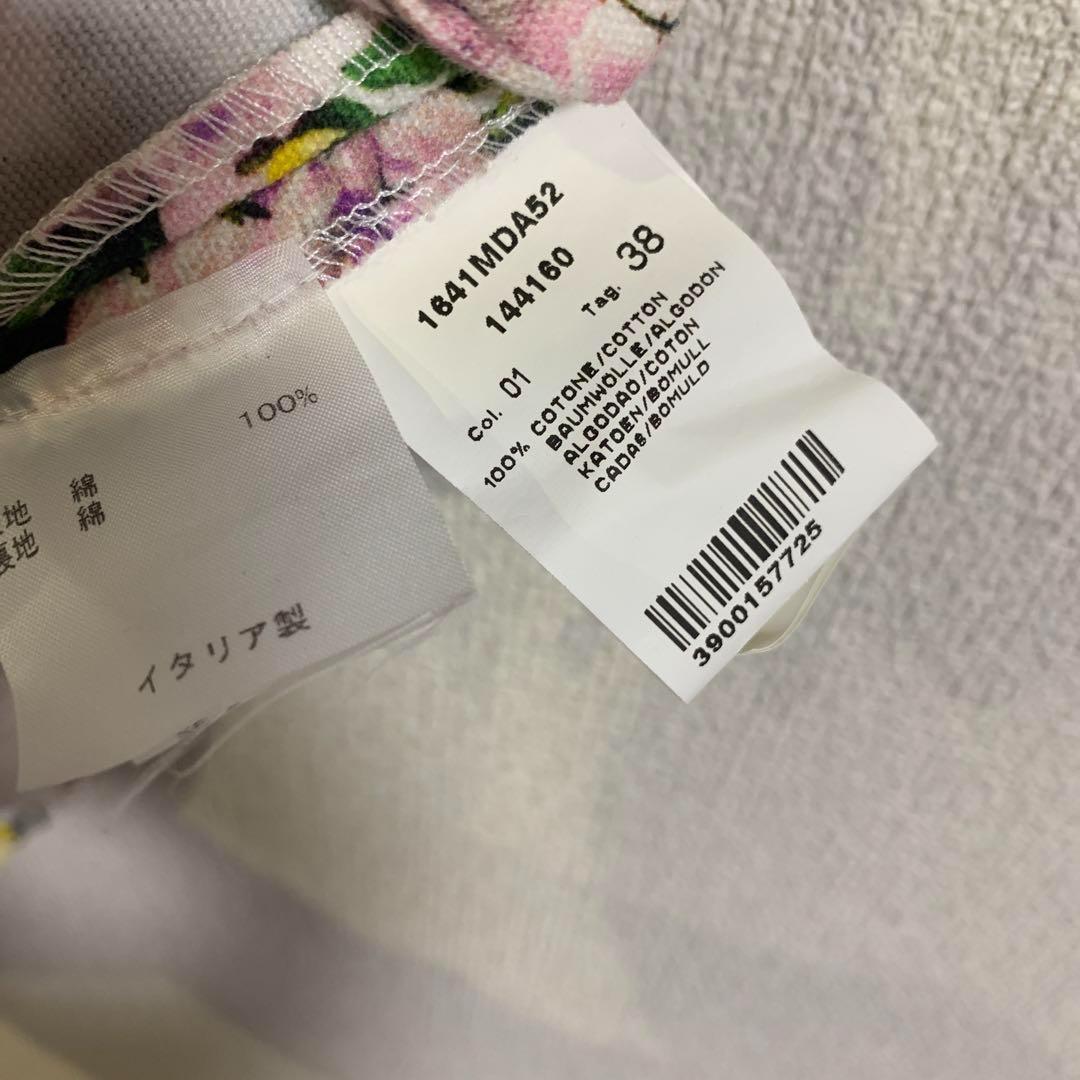 1641MDA52
144160
Col. 01 Tag. 38
100% COTONE/COTTON
BAUMWOLLE/ALGODÓN
ALGODAO/COTON
KATOEN/BOMULL
CADAS/BOMULD
3900157725
100%
地 綿
裏地 綿
イタリア製